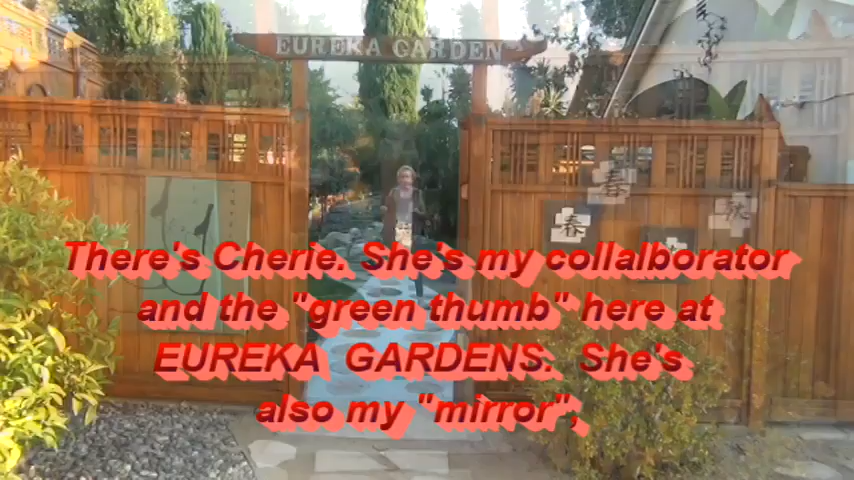 EUREKA GARDEN
春
春
There's Cherie. She's my collalborator
and the "green thumb" here at
EUREKA GARDENS. She's
also my "mirror",